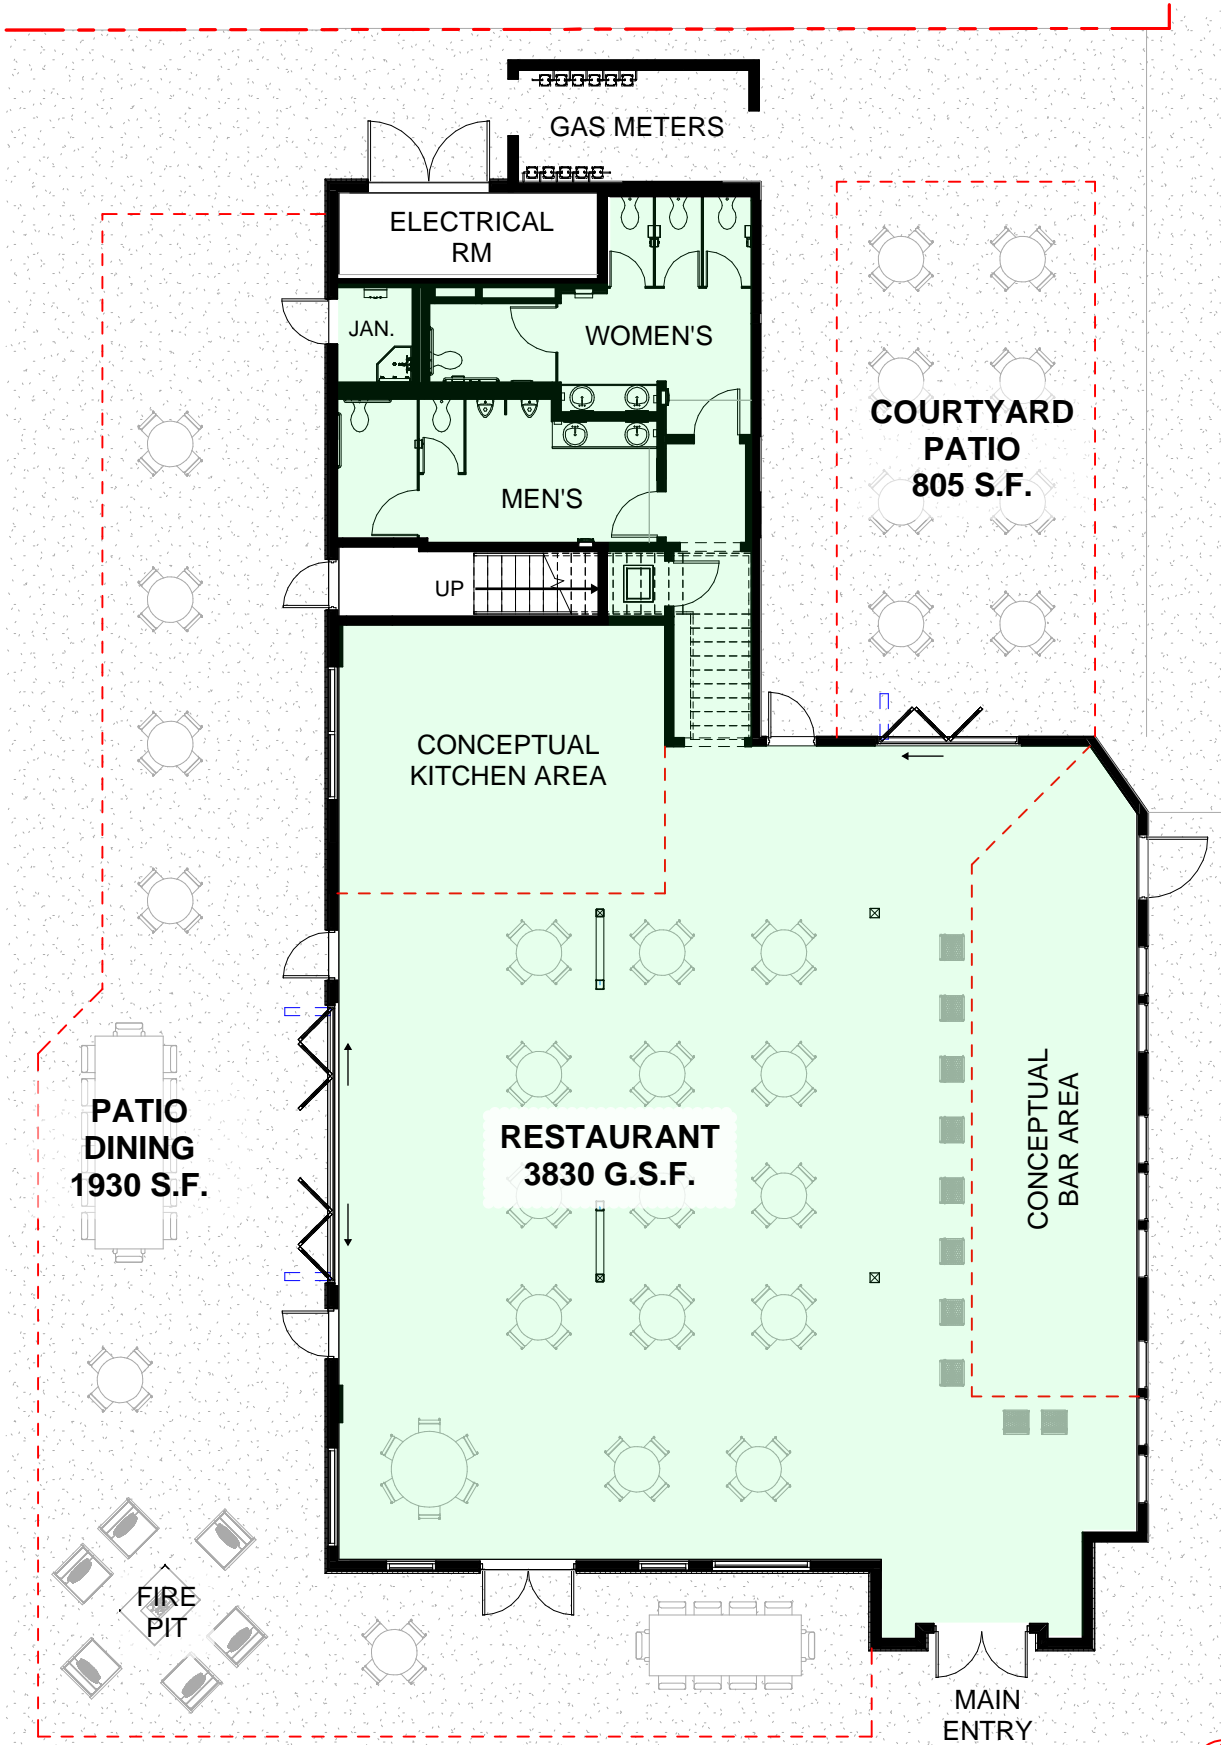 GAS METERS
ELECTRICAL
RM
JAN.
WOMEN'S
COURTYARD
PATIO
805 S.F.
MEN'S
UP
CONCEPTUAL
KITCHEN AREA
PATIO
DINING
1930 S.F.
RESTAURANT
3830 G.S.F.
CONCEPTUAL
BAR AREA
FIRE
PIT
MAIN
ENTRY